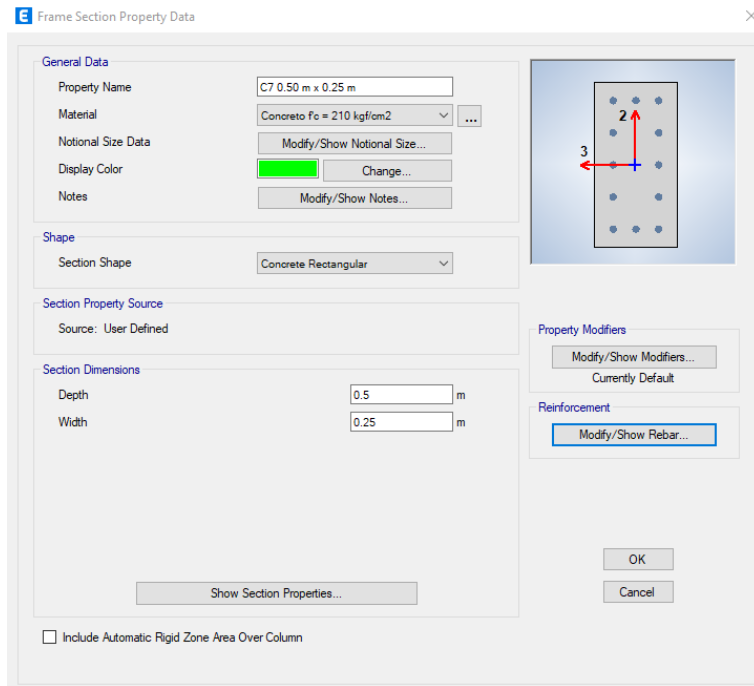 E Frame Section Property Data
General Data
Property Name C7 0.50 m x 0.25 m
Material Concreto f'c = 210 kgf/cm2 ...
Notional Size Data Modify/Show Notional Size...
Display Color Change...
Notes Modify/Show Notes...
Shape
Section Shape Concrete Rectangular
Section Property Source
Source: User Defined
Section Dimensions
Depth 0.5 m
Width 0.25 m
Show Section Properties...
Include Automatic Rigid Zone Area Over Column
2
3
Property Modifiers
Modify/Show Modifiers...
Currently Default
Reinforcement
Modify/Show Rebar...
OK
Cancel